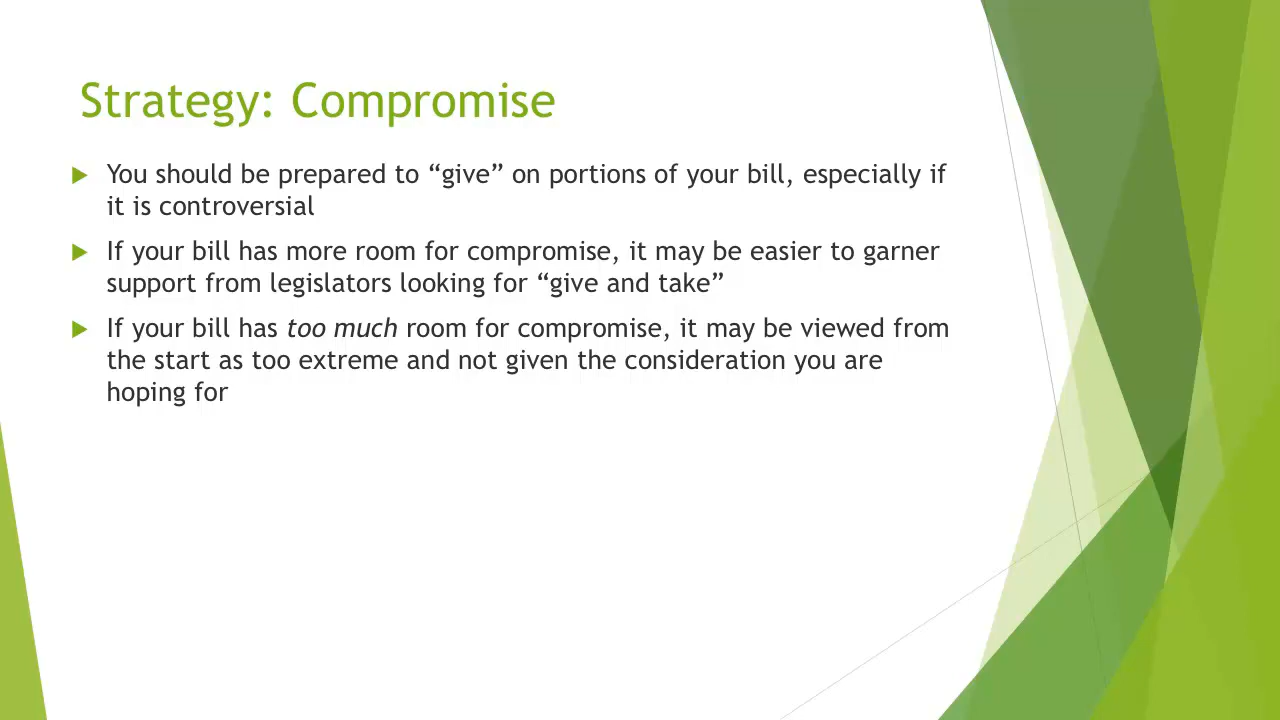 Strategy: Compromise
You should be prepared to “give” on portions of your bill, especially if
it is controversial
If your bill has more room for compromise, it may be easier to garner
support from legislators looking for “give and take”
If your bill has too much room for compromise, it may be viewed from
the start as too extreme and not given the consideration you are
hoping for